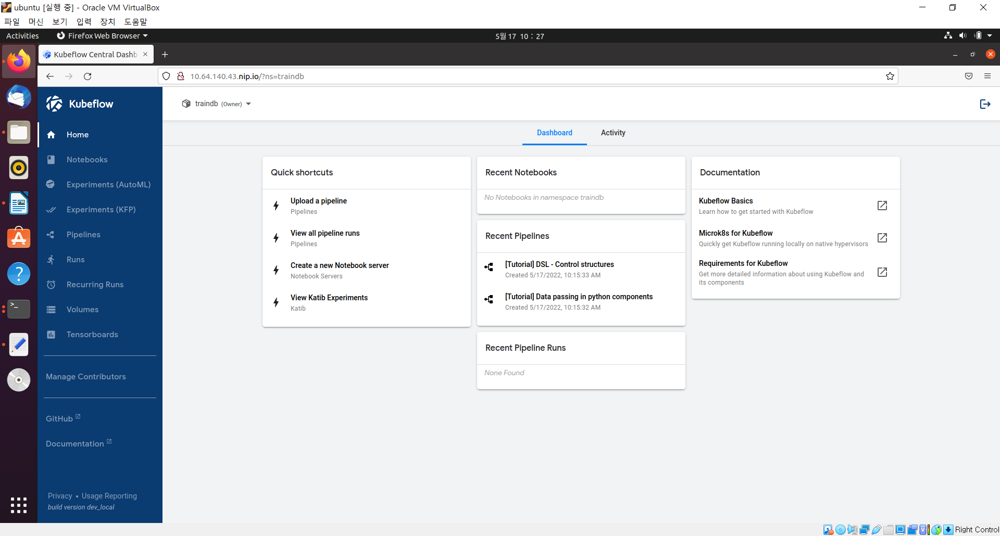 ubuntu [실행 중] - Oracle VM VirtualBox
파일 머신 보기 입력 장치 도움말
Activities Firefox Web Browser 5월 17 10 : 27
Kubeflow Central Dashb
10.64.140.43.nip.io/?ns=traindb
Kubeflow
traindb (Owner)
Home
Notebooks
Experiments (AutoML)
Experiments (KFP)
Pipelines
Runs
Recurring Runs
Volumes
Tensorboards
Manage Contributors
GitHub
Documentation
Privacy • Usage Reporting
build version dev_local
Dashboard Activity
Quick shortcuts
Upload a pipeline
Pipelines
View all pipeline runs
Pipelines
Create a new Notebook server
Notebook Servers
View Katib Experiments
Katib
Recent Notebooks
No Notebooks in namespace traindb
Recent Pipelines
[Tutorial] DSL - Control structures
Created 5/17/2022, 10:15:33 AM
[Tutorial] Data passing in python components
Created 5/17/2022, 10:15:32 AM
Recent Pipeline Runs
None Found
Documentation
Kubeflow Basics
Learn how to get started with Kubeflow
Microk8s for Kubeflow
Quickly get Kubeflow running locally on native hypervisors
Requirements for Kubeflow
Get more detailed information about using Kubeflow and
its components
Right Control